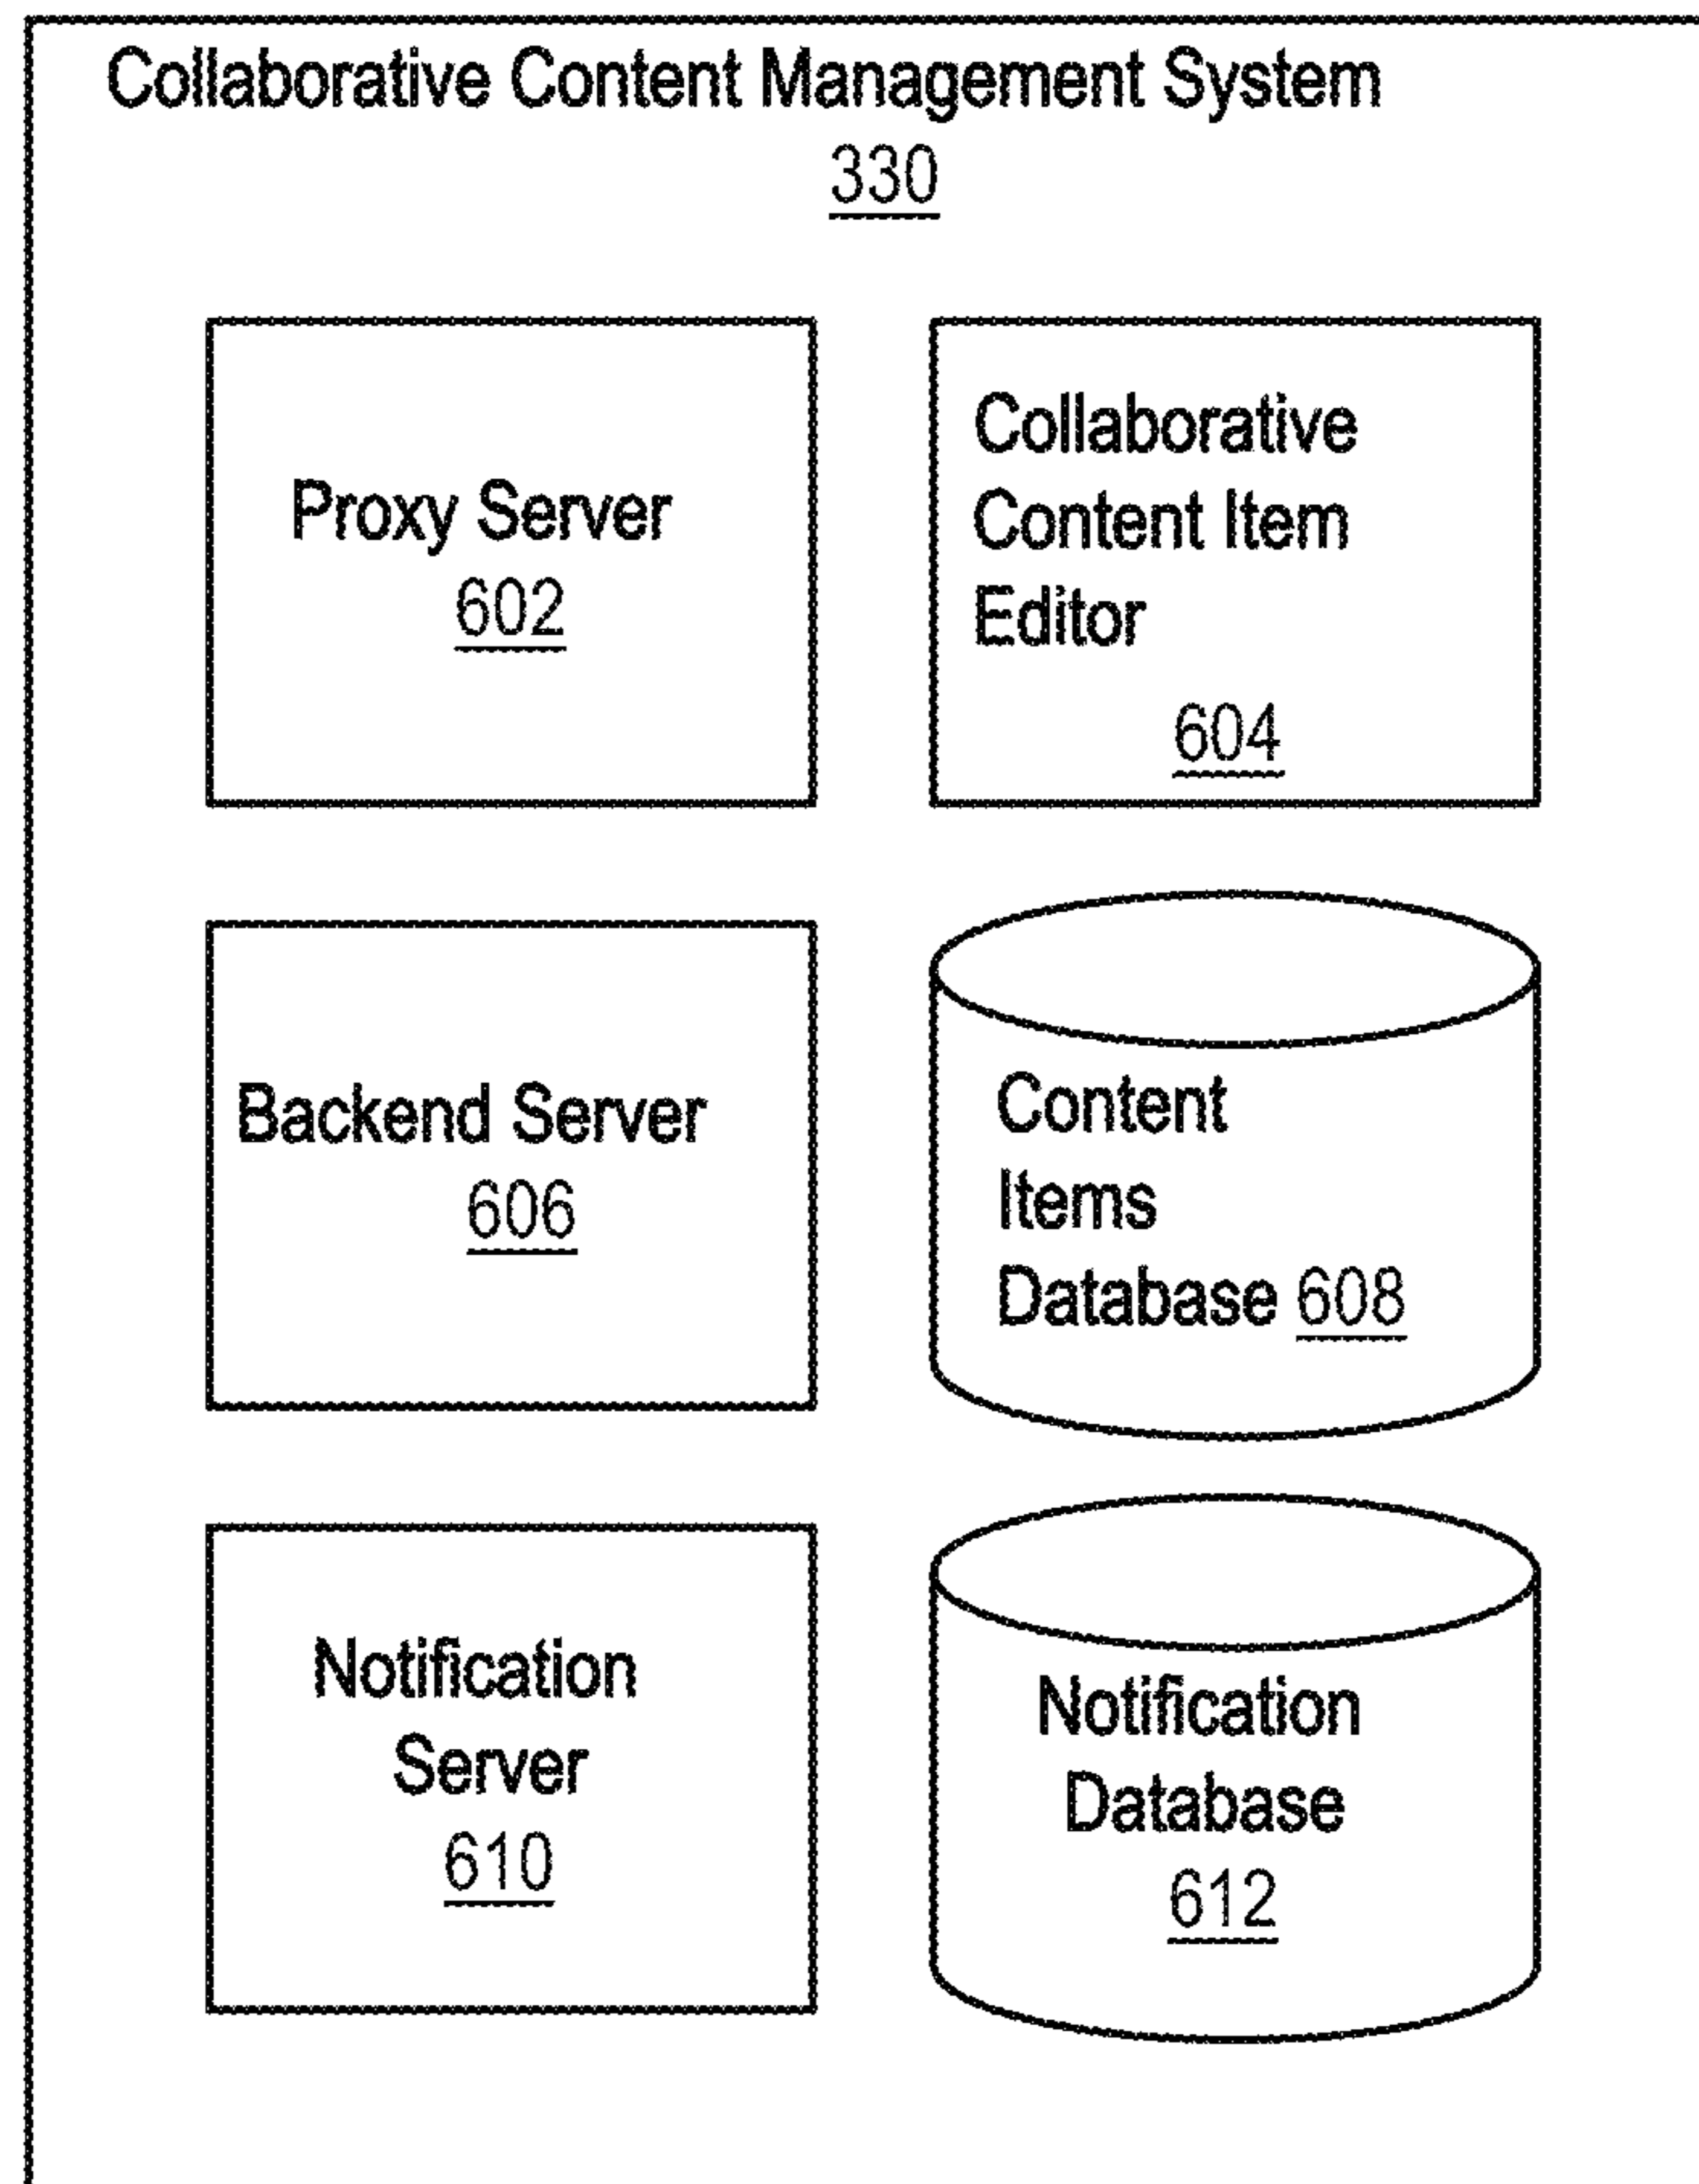 Collaborative Content Management System
330
Proxy Server
602
Collaborative
Content Item
Editor
604
Backend Server
606
Content
Items
Database 608
Notification
Server
610
Notification
Database
612